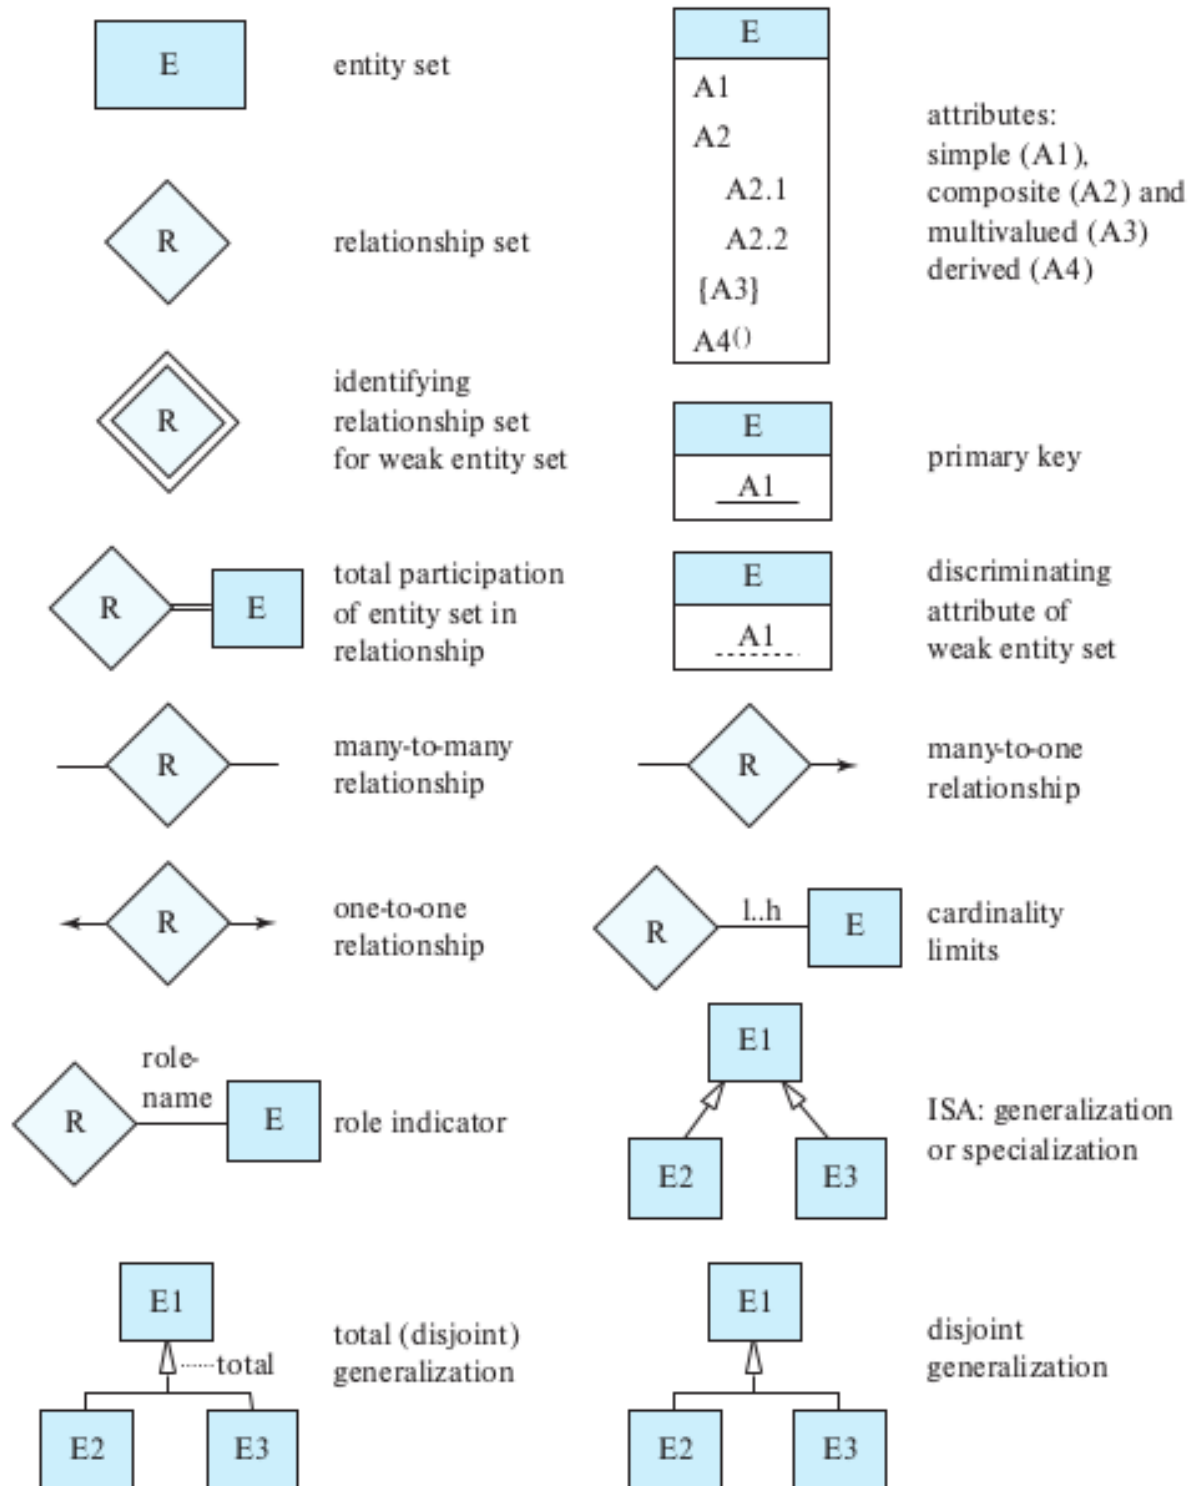 E
entity set
R
relationship set
R
identifying
relationship set
for weak entity set
R
E
total participation
of entity set in
relationship
R
many-to-many
relationship
R
one-to-one
relationship
R
role-
name
E
role indicator
E1
total
E2
E3
total (disjoint)
generalization
E
A1
A2
A2.1
A2.2
{A3}
A4()
attributes:
simple (A1),
composite (A2) and
multivalued (A3)
derived (A4)
E
A1
primary key
E
A1
discriminating
attribute of
weak entity set
R
many-to-one
relationship
R
l..h
E
cardinality
limits
E1
E2
E3
ISA: generalization
or specialization
E1
E2
E3
disjoint
generalization